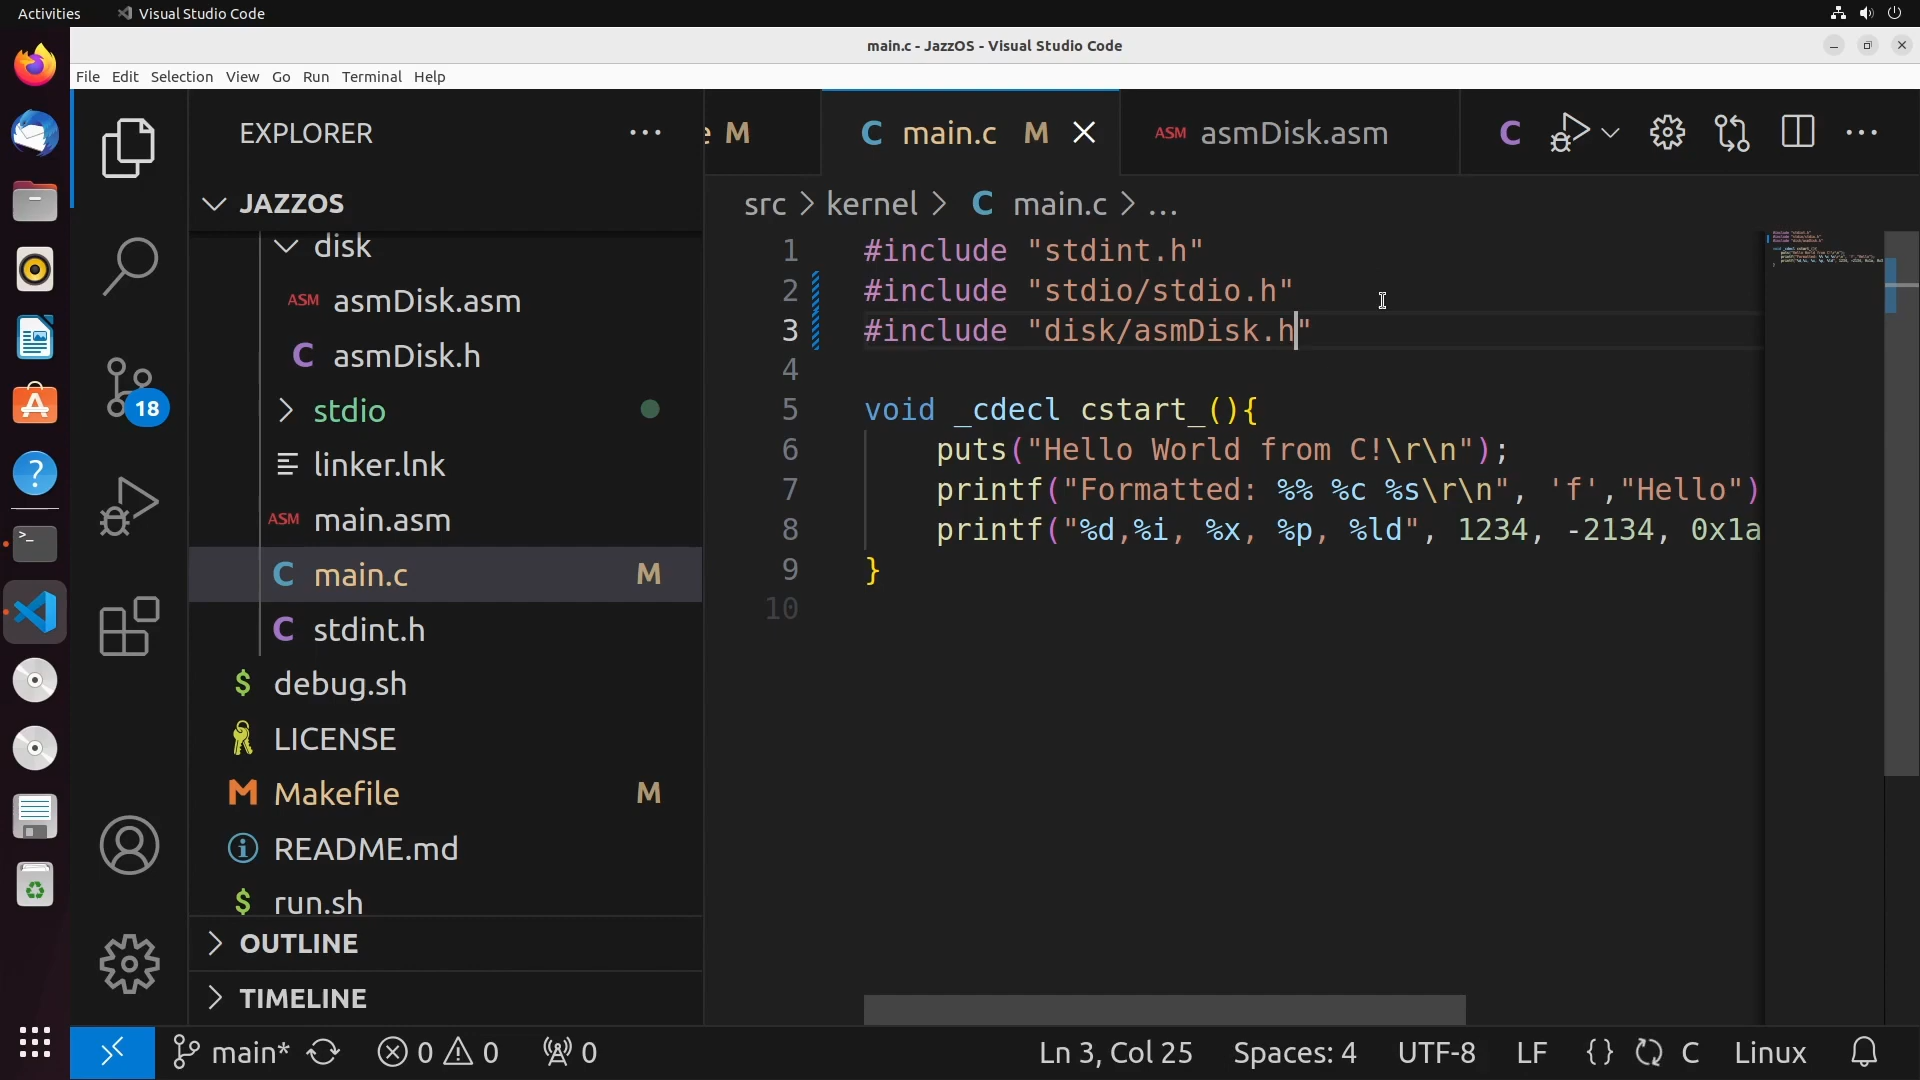 Activities
Visual Studio Code
main.c - JazzOS - Visual Studio Code
File Edit Selection View Go Run Terminal Help
EXPLORER
M
C main.c M
ASM asmDisk.asm
C
JAZZOS
src > kernel > C main.c > ...
disk
ASM asmDisk.asm
C asmDisk.h
stdio
linker.lnk
ASM main.asm
C main.c M
C stdint.h
$ debug.sh
LICENSE
M Makefile M
README.md
$ run.sh
OUTLINE
TIMELINE
18
1 #include "stdint.h"
2 #include "stdio/stdio.h"
3 #include "disk/asmDisk.h"
4
5 void _cdecl cstart_(){
6 puts("Hello World from C!\r\n");
7 printf("Formatted: %% %c %s\r\n", 'f',"Hello")
8 printf("%d,%i, %x, %p, %ld", 1234, -2134, 0x1a
9 }
10
main* 0 0 0
Ln 3, Col 25 Spaces: 4 UTF-8 LF {} C Linux